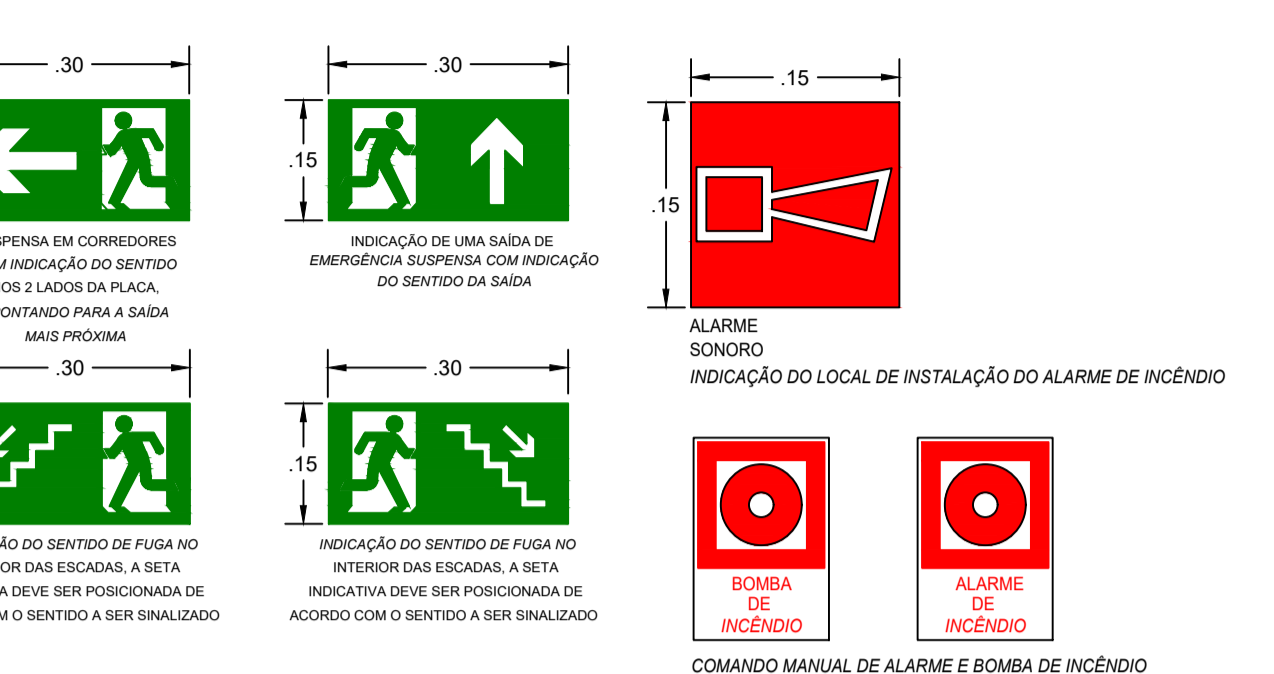 .30
SPENSA EM CORREDORES
M INDICAÇÃO DO SENTIDO
OS 2 LADOS DA PLACA,
ONTANDO PARA A SAÍDA
MAIS PRÓXIMA
.30
.15
INDICAÇÃO DE UMA SAÍDA DE
EMERGÊNCIA SUSPENSA COM INDICAÇÃO
DO SENTIDO DA SAÍDA
.15
.15
ALARME
SONORO
INDICAÇÃO DO LOCAL DE INSTALAÇÃO DO ALARME DE INCÊNDIO
.30
ÃO DO SENTIDO DE FUGA NO
OR DAS ESCADAS, A SETA
A DEVE SER POSICIONADA DE
M O SENTIDO A SER SINALIZADO
.30
.15
INDICAÇÃO DO SENTIDO DE FUGA NO
INTERIOR DAS ESCADAS, A SETA
INDICATIVA DEVE SER POSICIONADA DE
ACORDO COM O SENTIDO A SER SINALIZADO
BOMBA
DE
INCÊNDIO
ALARME
DE
INCÊNDIO
COMANDO MANUAL DE ALARME E BOMBA DE INCÊNDIO